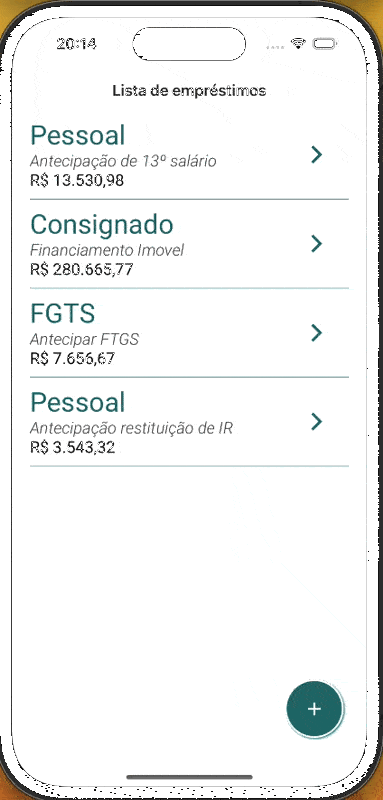 20:14
Lista de empréstimos
Pessoal
Antecipação de 13º salário
R$ 13.530,98
Consignado
Financiamento Imovel
R$ 280.665,77
FGTS
Antecipar FTGS
R$ 7.656,67
Pessoal
Antecipação restituição de IR
R$ 3.543,32
+